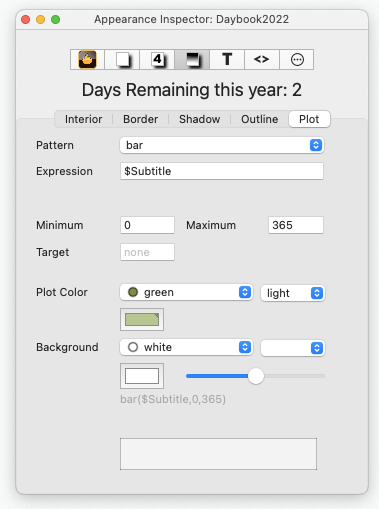 Appearance Inspector: Daybook2022
4 T <>
Days Remaining this year: 2
Interior Border Shadow Outline Plot
Pattern bar
Expression $Subtitle
Minimum 0 Maximum 365
Target none
Plot Color green light
Background white
bar($Subtitle,0,365)